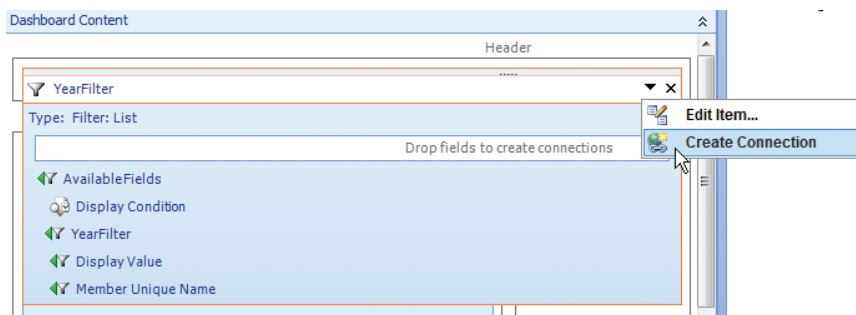 Dashboard Content
Header
YearFilter
Type: Filter: List
Edit Item...
Create Connection
Drop fields to create connections
AvailableFields
Display Condition
YearFilter
Display Value
Member Unique Name